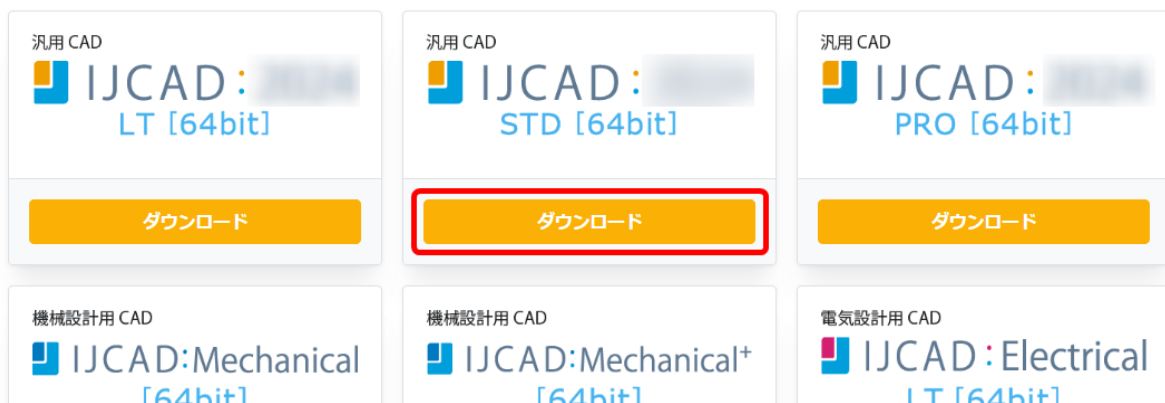 汎用 CAD
IJCAD:
LT [64bit]
ダウンロード
汎用 CAD
IJCAD:
STD [64bit]
ダウンロード
汎用 CAD
IJCAD:
PRO [64bit]
ダウンロード
機械設計用 CAD
IJCAD:Mechanical
[64bit]
機械設計用 CAD
IJCAD:Mechanical⁺
[64bit]
電気設計用 CAD
IJCAD:Electrical
LT [64bit]